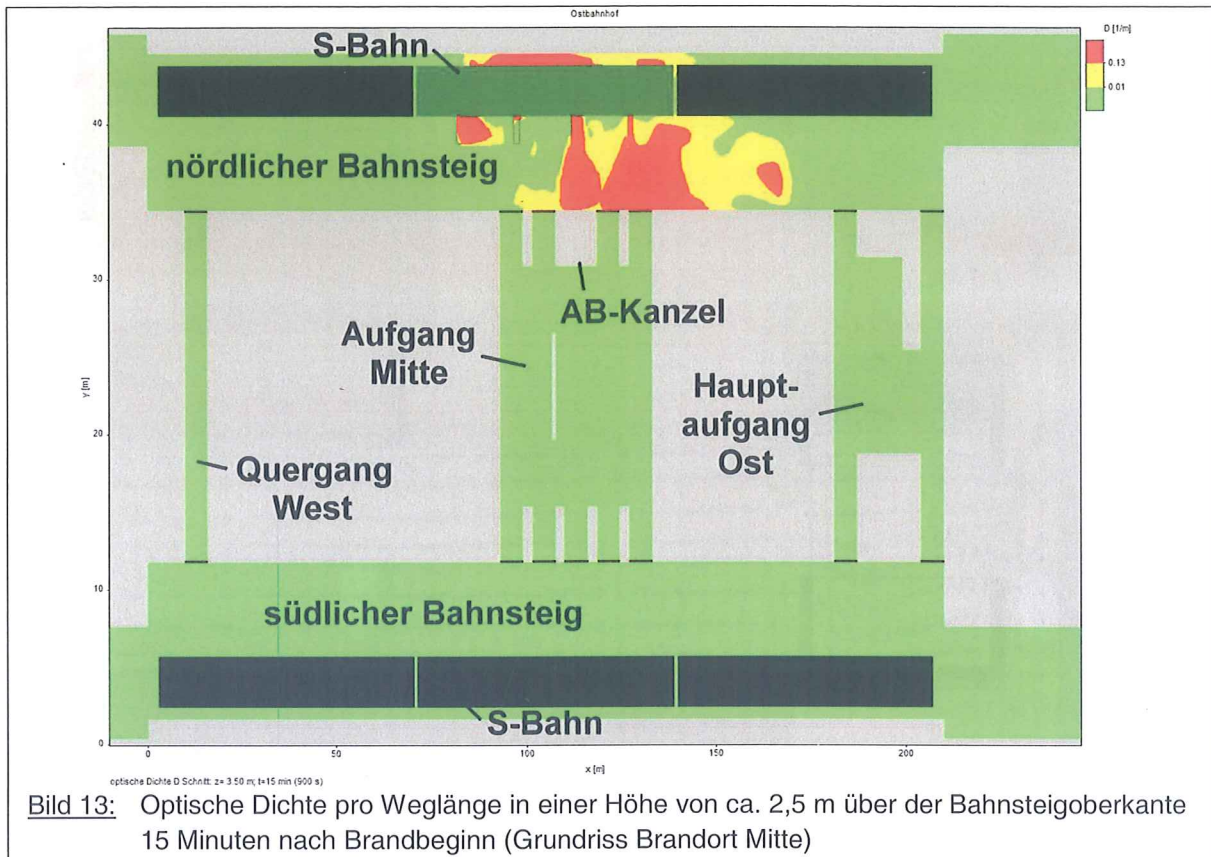 Ostbahnhof
D [1/m]
0.13
0.01
S-Bahn
nördlicher Bahnsteig
AB-Kanzel
Aufgang
Mitte
Haupt-
aufgang
Ost
Quergang
West
südlicher Bahnsteig
S-Bahn
40
30
20
10
0
Y [m]
0
50
100
150
200
x [m]
optische Dichte D Schnitt: z= 3.50 m; t=15 min (900 s)
Bild 13: Optische Dichte pro Weglänge in einer Höhe von ca. 2,5 m über der Bahnsteigoberkante
15 Minuten nach Brandbeginn (Grundriss Brandort Mitte)